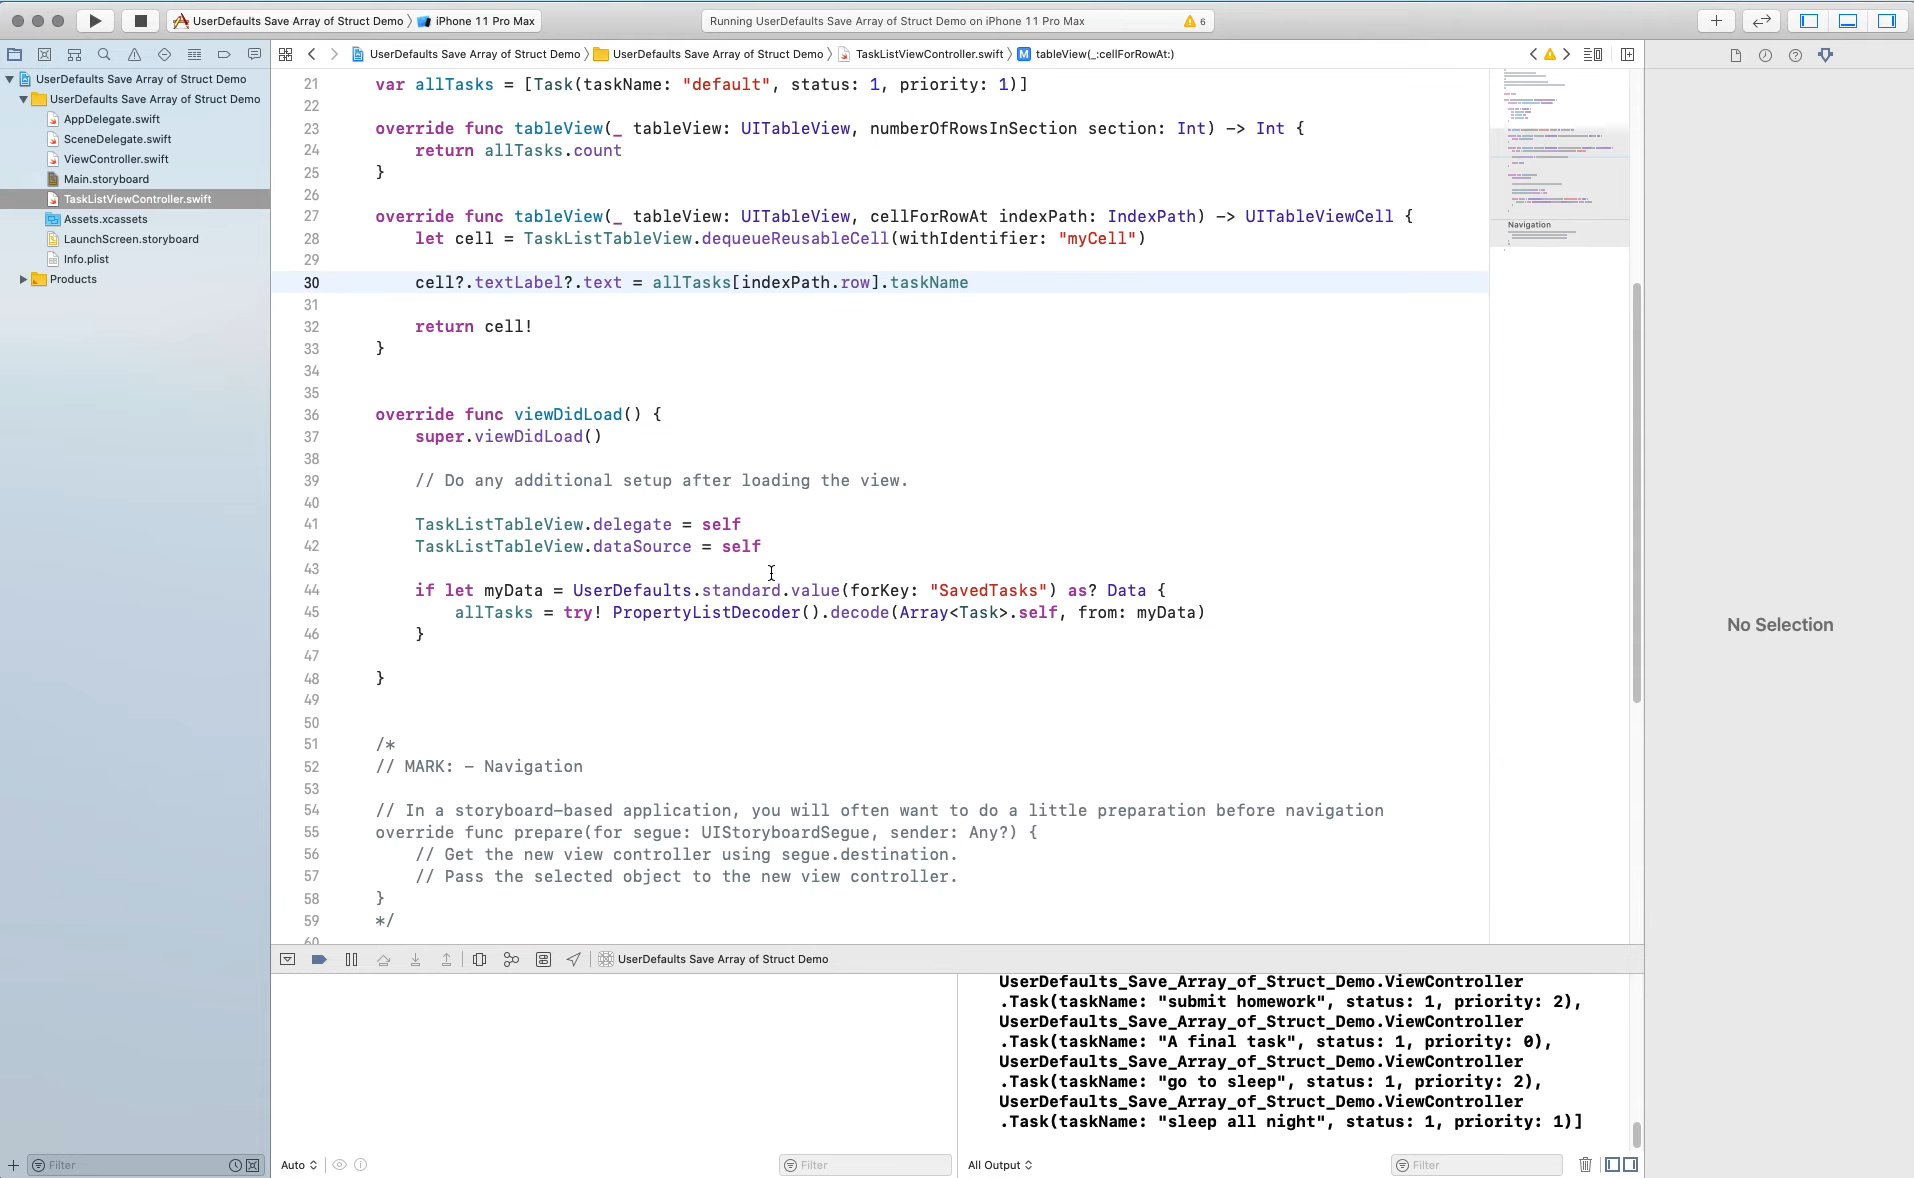 UserDefaults Save Array of Struct Demo
iPhone 11 Pro Max
Running UserDefaults Save Array of Struct Demo on iPhone 11 Pro Max
6
UserDefaults Save Array of Struct Demo
UserDefaults Save Array of Struct Demo
TaskListViewController.swift
M
tableView(_:cellForRowAt:)
UserDefaults Save Array of Struct Demo
UserDefaults Save Array of Struct Demo
AppDelegate.swift
SceneDelegate.swift
ViewController.swift
Main.storyboard
TaskListViewController.swift
Assets.xcassets
LaunchScreen.storyboard
Info.plist
Products
21 var allTasks = [Task(taskName: "default", status: 1, priority: 1)]
22
23 override func tableView(_ tableView: UITableView, numberOfRowsInSection section: Int) -> Int {
24 return allTasks.count
25 }
26
27 override func tableView(_ tableView: UITableView, cellForRowAt indexPath: IndexPath) -> UITableViewCell {
28 let cell = TaskListTableView.dequeueReusableCell(withIdentifier: "myCell")
29
30 cell?.textLabel?.text = allTasks[indexPath.row].taskName
31
32 return cell!
33 }
34
35
36 override func viewDidLoad() {
37 super.viewDidLoad()
38
39 // Do any additional setup after loading the view.
40
41 TaskListTableView.delegate = self
42 TaskListTableView.dataSource = self
43
44 if let myData = UserDefaults.standard.value(forKey: "SavedTasks") as? Data {
45 allTasks = try! PropertyListDecoder().decode(Array<Task>.self, from: myData)
46 }
47
48 }
49
50
51 /*
52 // MARK: - Navigation
53
54 // In a storyboard-based application, you will often want to do a little preparation before navigation
55 override func prepare(for segue: UIStoryboardSegue, sender: Any?) {
56 // Get the new view controller using segue.destination.
57 // Pass the selected object to the new view controller.
58 }
59 */
60
Navigation
No Selection
UserDefaults Save Array of Struct Demo
UserDefaults_Save_Array_of_Struct_Demo.ViewController
.Task(taskName: "submit homework", status: 1, priority: 2),
UserDefaults_Save_Array_of_Struct_Demo.ViewController
.Task(taskName: "A final task", status: 1, priority: 0),
UserDefaults_Save_Array_of_Struct_Demo.ViewController
.Task(taskName: "go to sleep", status: 1, priority: 2),
UserDefaults_Save_Array_of_Struct_Demo.ViewController
.Task(taskName: "sleep all night", status: 1, priority: 1)]
Filter
Auto
Filter
All Output
Filter